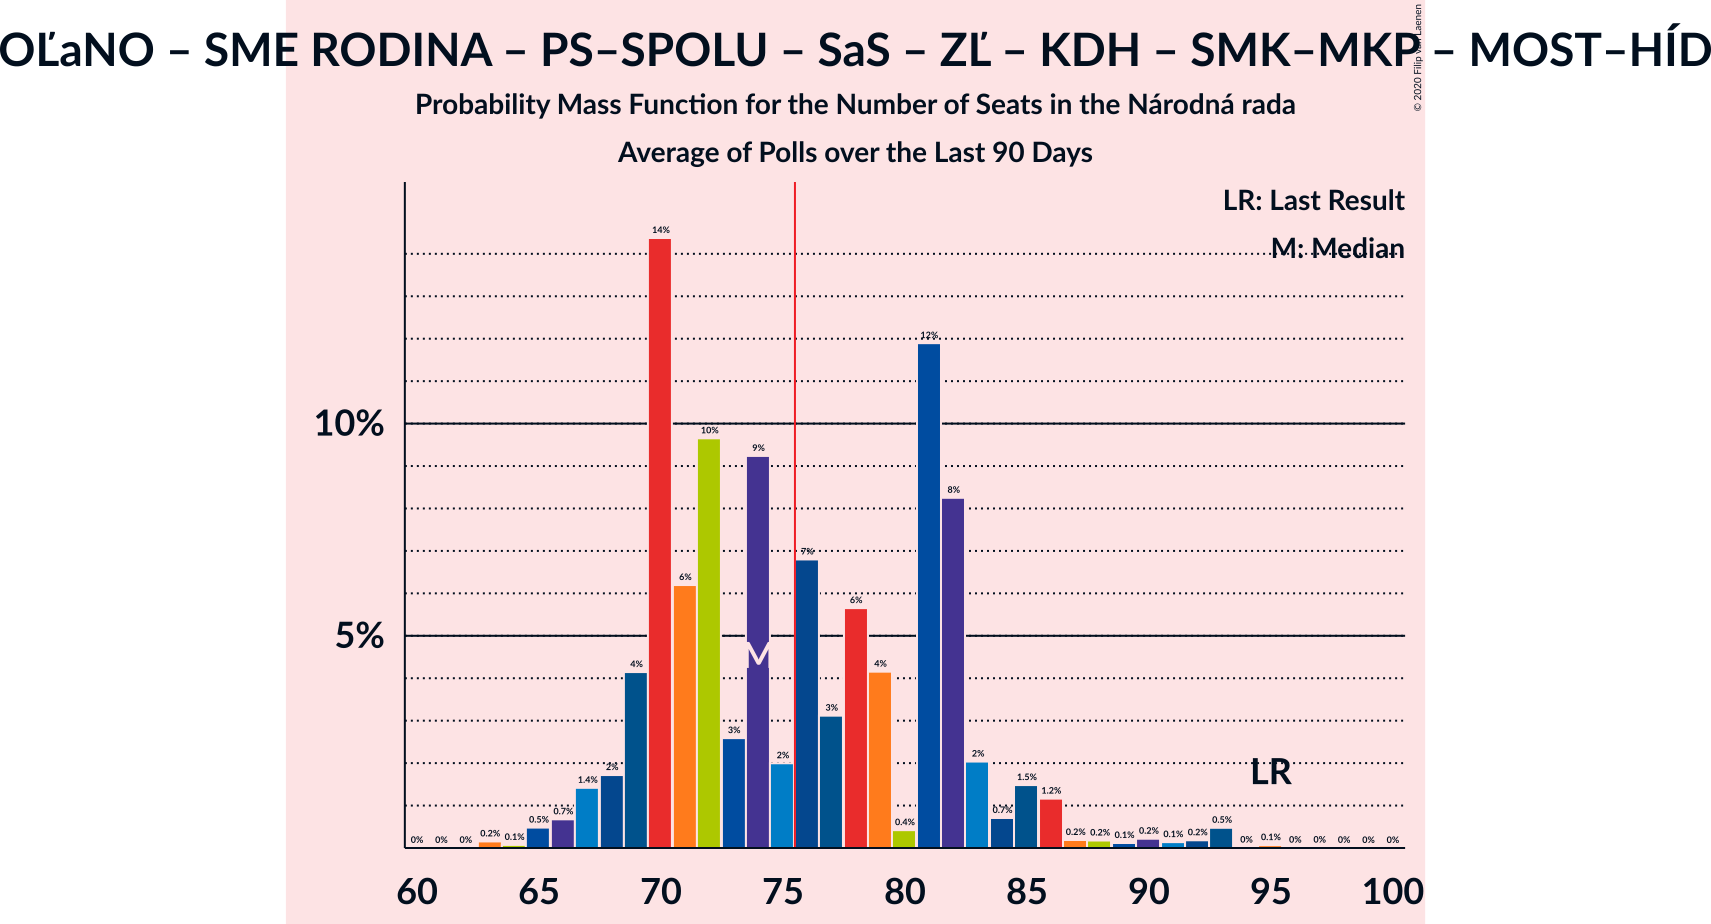 OĽaNO – SME RODINA – PS–SPOLU – SaS – ZĽ – KDH – SMK–MKP – MOST–HÍD
© 2020 Filip van Laenen
Probability Mass Function for the Number of Seats in the Národná rada
Average of Polls over the Last 90 Days
LR: Last Result
M: Median
10%
5%
0% 0% 0% 0.2% 0.1% 0.5% 0.7% 1.4% 2% 4% 14% 6% 10% 3% 9% 2% 7% 3% 6% 4% 0.4% 12% 8% 2% 0.7% 1.5% 1.2% 0.2% 0.2% 0.1% 0.2% 0.1% 0.2% 0.5% 0% 0.1% 0% 0% 0% 0% 0%
M
LR
60 65 70 75 80 85 90 95 100